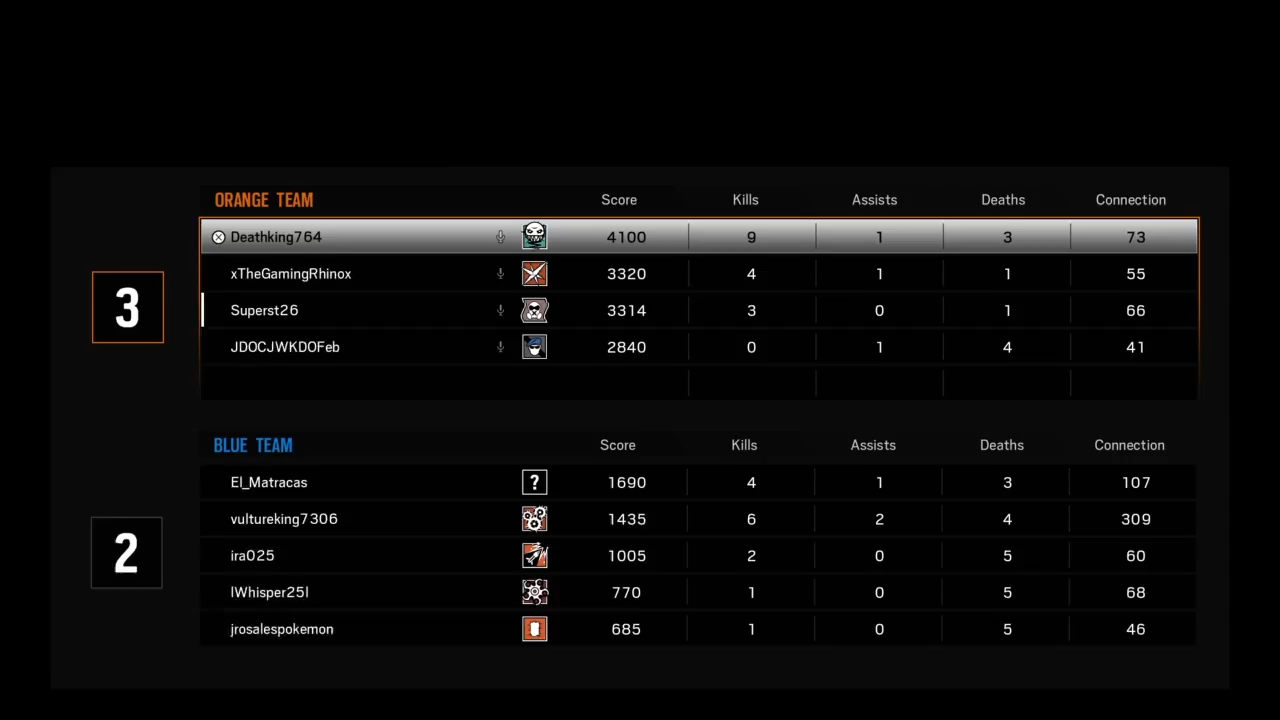 ORANGE TEAM Score Kills Assists Deaths Connection
Deathking764 4100 9 1 3 73
xTheGamingRhinox 3320 4 1 1 55
3
Superst26 3314 3 0 1 66
JDOCJWKDOFeb 2840 0 1 4 41
BLUE TEAM Score Kills Assists Deaths Connection
El_Matracas ? 1690 4 1 3 107
vultureking7306 1435 6 2 4 309
2
ira025 1005 2 0 5 60
lWhisper25l 770 1 0 5 68
jrosalespokemon 685 1 0 5 46